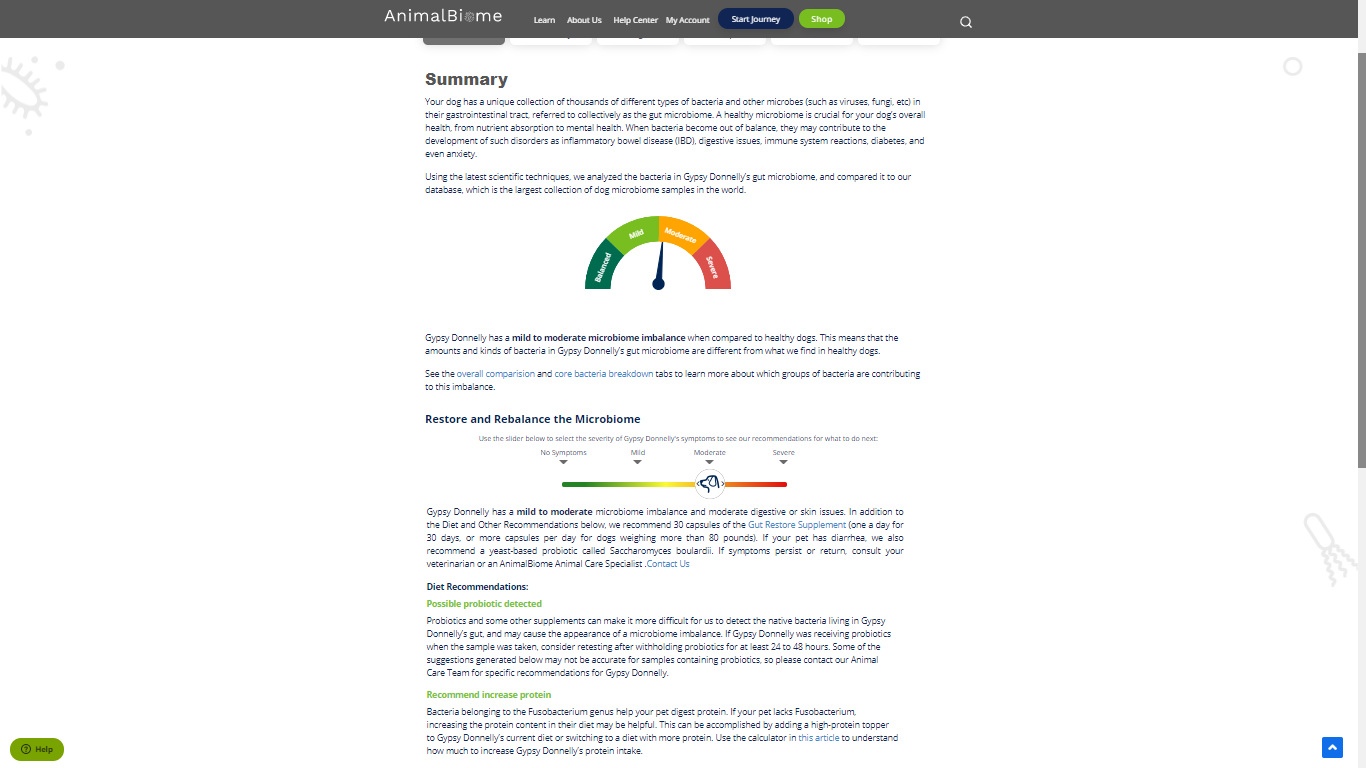 AnimalBiome
Learn About Us Help Center My Account Start Journey Shop
Summary
Your dog has a unique collection of thousands of different types of bacteria and other microbes (such as viruses, fungi, etc) in
their gastrointestinal tract, referred to collectively as the gut microbiome. A healthy microbiome is crucial for your dog's overall
health, from nutrient absorption to mental health. When bacteria become out of balance, they may contribute to the
development of such disorders as inflammatory bowel disease (IBD), digestive issues, immune system reactions, diabetes, and
even anxiety.
Using the latest scientific techniques, we analyzed the bacteria in Gypsy Donnelly's gut microbiome, and compared it to our
database, which is the largest collection of dog microbiome samples in the world.
Balanced
Mild
Moderate
Severe
Gypsy Donnelly has a mild to moderate microbiome imbalance when compared to healthy dogs. This means that the
amounts and kinds of bacteria in Gypsy Donnelly's gut microbiome are different from what we find in healthy dogs.
See the overall comparision and core bacteria breakdown tabs to learn more about which groups of bacteria are contributing
to this imbalance.
Restore and Rebalance the Microbiome
Use the slider below to select the severity of Gypsy Donnelly's symptoms to see our recommendations for what to do next:
No Symptoms Mild Moderate Severe
Gypsy Donnelly has a mild to moderate microbiome imbalance and moderate digestive or skin issues. In addition to
the Diet and Other Recommendations below, we recommend 30 capsules of the Gut Restore Supplement (one a day for
30 days, or more capsules per day for dogs weighing more than 80 pounds). If your pet has diarrhea, we also
recommend a yeast-based probiotic called Saccharomyces boulardii. If symptoms persist or return, consult your
veterinarian or an AnimalBiome Animal Care Specialist .Contact Us
Diet Recommendations:
Possible probiotic detected
Probiotics and some other supplements can make it more difficult for us to detect the native bacteria living in Gypsy
Donnelly's gut, and may cause the appearance of a microbiome imbalance. If Gypsy Donnelly was receiving probiotics
when the sample was taken, consider retesting after withholding probiotics for at least 24 to 48 hours. Some of the
suggestions generated below may not be accurate for samples containing probiotics, so please contact our Animal
Care Team for specific recommendations for Gypsy Donnelly.
Recommend increase protein
Bacteria belonging to the Fusobacterium genus help your pet digest protein. If your pet lacks Fusobacterium,
increasing the protein content in their diet may be helpful. This can be accomplished by adding a high-protein topper
to Gypsy Donnelly's current diet or switching to a diet with more protein. Use the calculator in this article to understand
how much to increase Gypsy Donnelly's protein intake.
Help